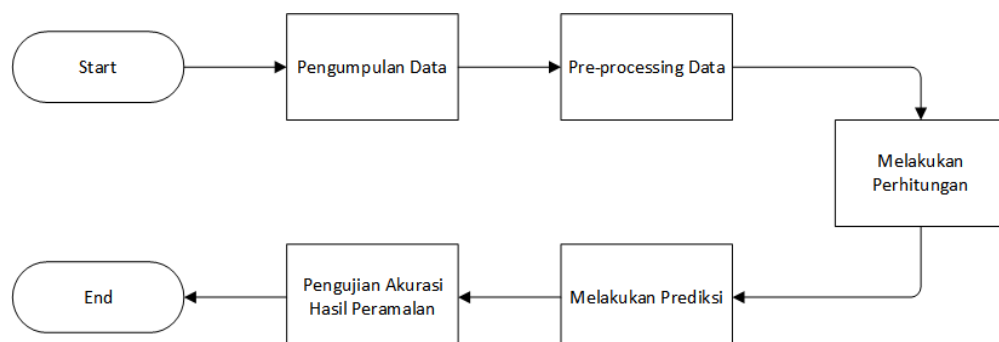 Start
Pengumpulan Data
Pre-processing Data
Melakukan
Perhitungan
Melakukan Prediksi
Pengujian Akurasi
Hasil Peramalan
End